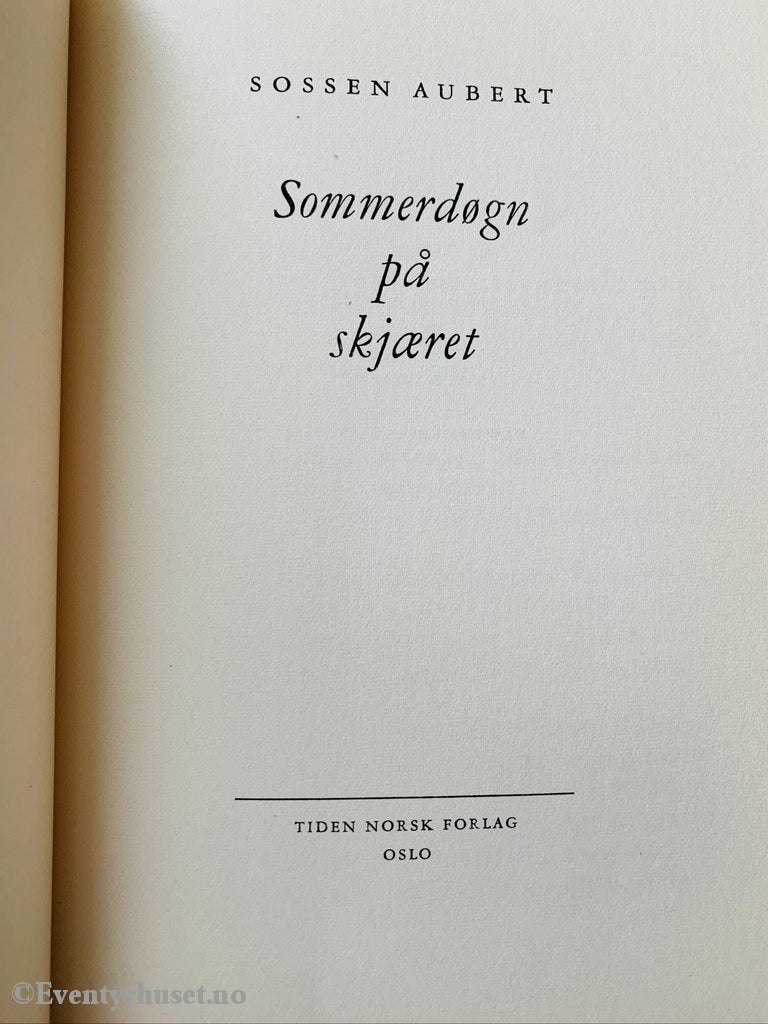 SOSSEN AUBERT
Sommerdøgn
på
skjæret
TIDEN NORSK FORLAG
OSLO
©Eventyrhuset.no